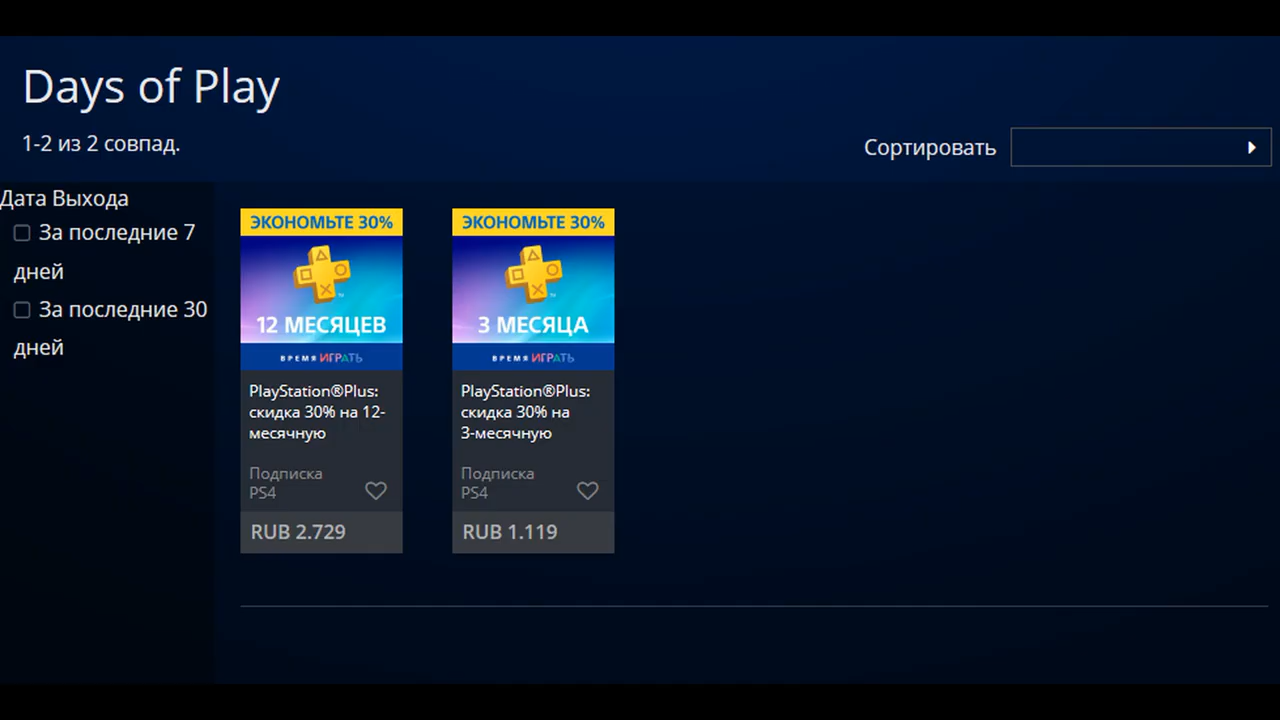 Days of Play
1-2 из 2 совпад.
Сортировать
Дата Выхода
За последние 7
дней
За последние 30
дней
ЭКОНОМЬТЕ 30%
12 МЕСЯЦЕВ
ВРЕМЯ ИГРАТЬ
PlayStation®Plus:
скидка 30% на 12-
месячную
Подписка
PS4
RUB 2.729
ЭКОНОМЬТЕ 30%
3 МЕСЯЦА
ВРЕМЯ ИГРАТЬ
PlayStation®Plus:
скидка 30% на
3-месячную
Подписка
PS4
RUB 1.119